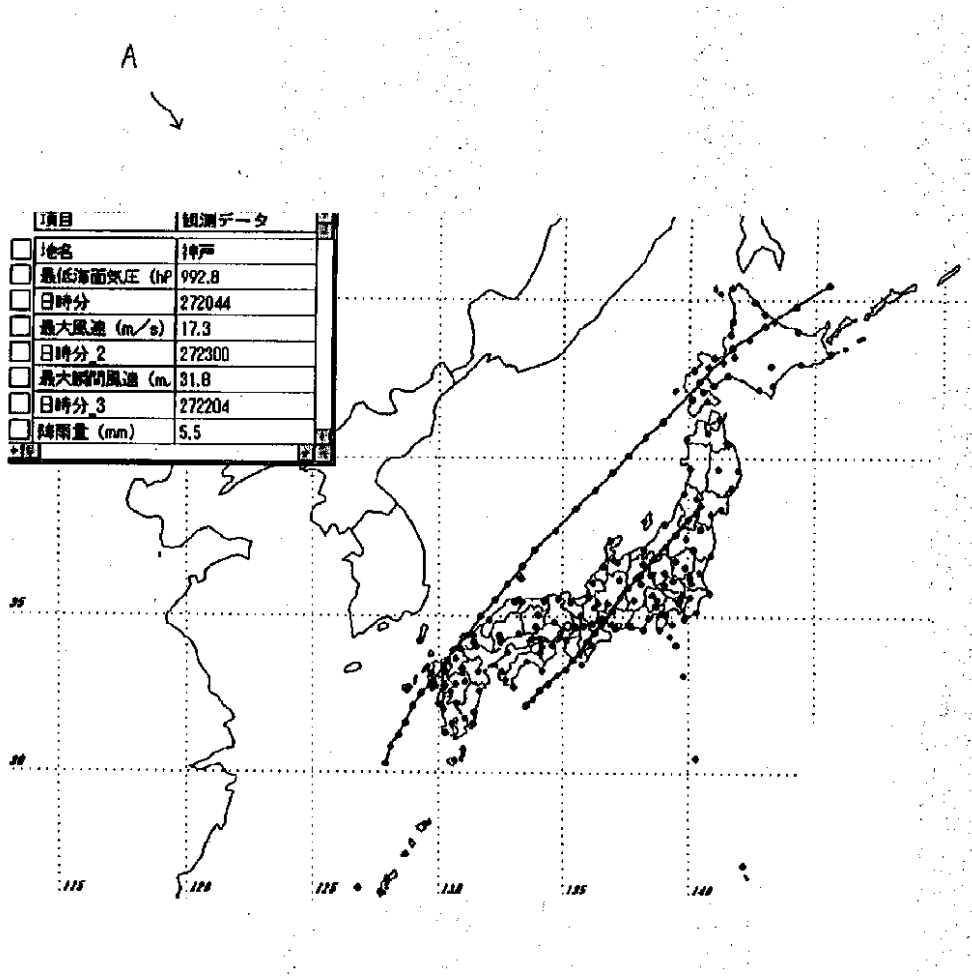 A
項目 観測データ
地名 神戸
最低海面気圧 (hP 992.8
日時分 272044
最大風速 (m/s) 17.3
日時分_2 272300
最大瞬間風速 (m, 31.8
日時分_3 272204
降雨量 (mm) 5.5
35
30
115 120 125 130 135 140